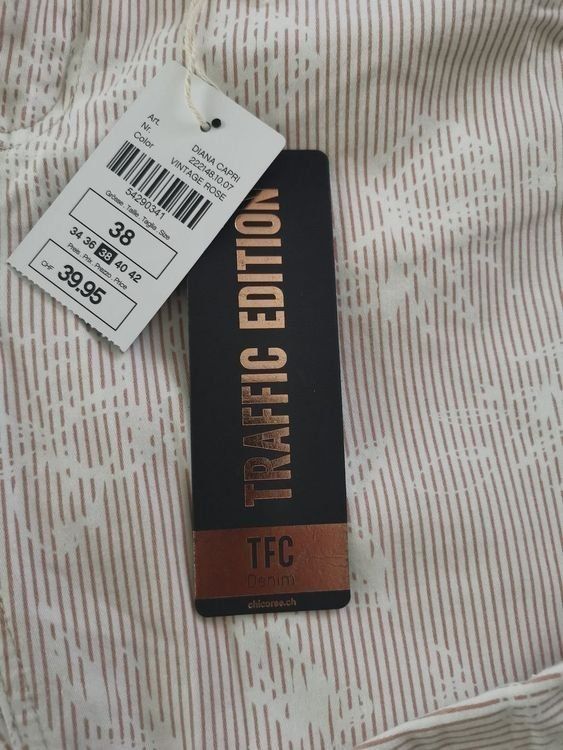 Art. DIANA CAPRI
Nr. 222148.10.07
Color VINTAGE ROSE
54290341
Grösse Taille Taglia Size
38
34 36 38 40 42
Preis Prix Prezzo Price
CHF 39.95
TRAFFIC EDITION
TFC
Denim
chicoree.ch